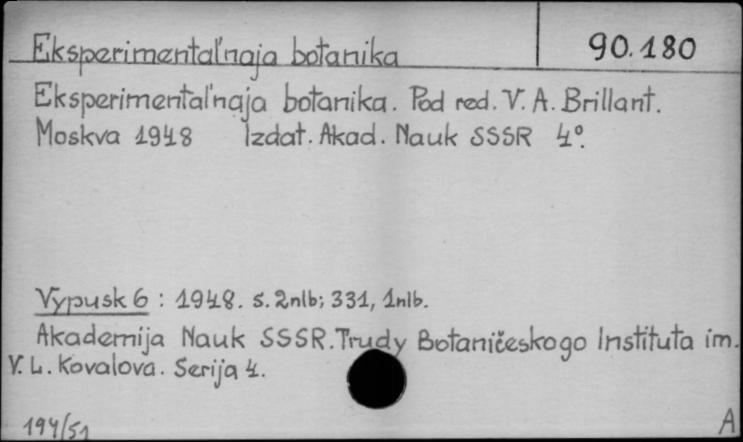 Eksperimental'naja botanika 90.180
Eksperimental'naja botanika. Pod red. V. A. Brillant.
Moskva 1948 Izdat. Akad. Nauk SSSR 4°.
Vypusk 6 : 1948. s. 2nlb; 331, 1nlb.
Akademija Nauk SSSR. Trudy Botaničeskogo Instituta im.
V. L. Kovalova. Serija 4.
194/51 A